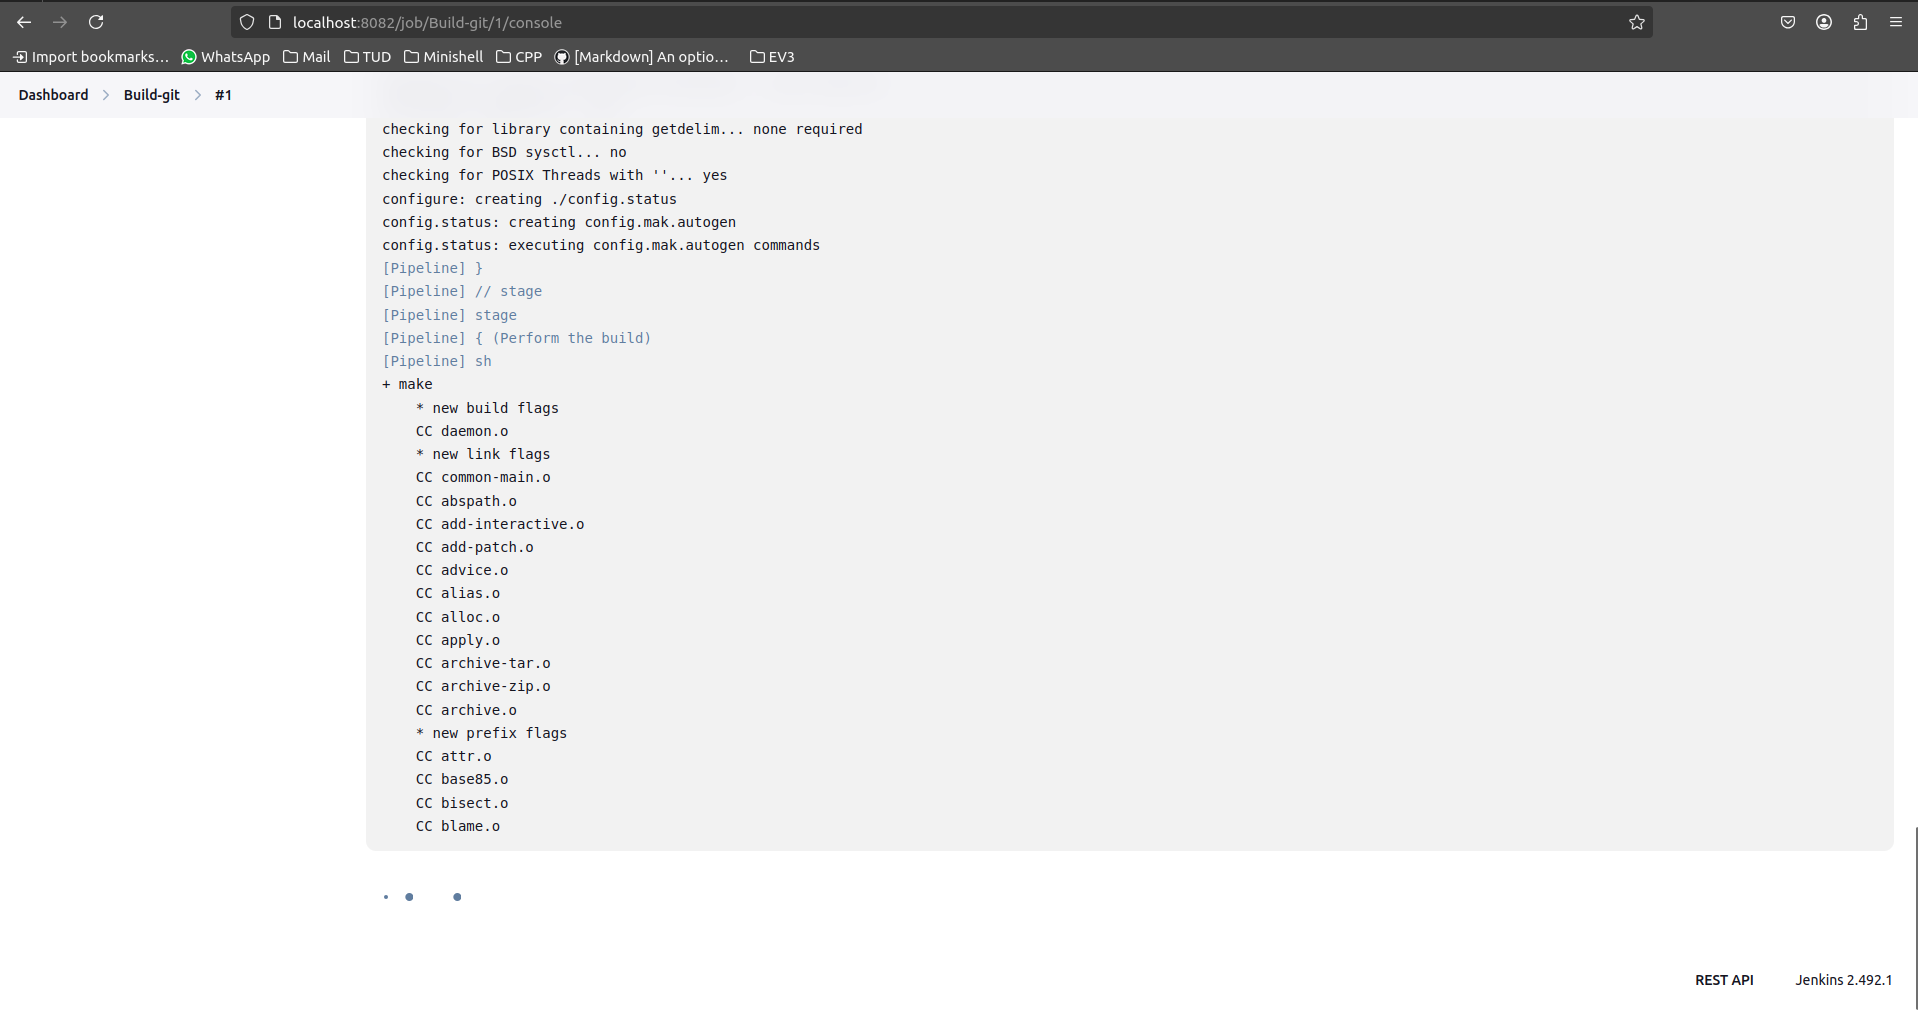 localhost:8082/job/Build-git/1/console
Import bookmarks... WhatsApp Mail TUD Minishell CPP [Markdown] An optio... EV3
Dashboard > Build-git > #1
checking for library containing getdelim... none required
checking for BSD sysctl... no
checking for POSIX Threads with ''... yes
configure: creating ./config.status
config.status: creating config.mak.autogen
config.status: executing config.mak.autogen commands
[Pipeline] }
[Pipeline] // stage
[Pipeline] stage
[Pipeline] { (Perform the build)
[Pipeline] sh
+ make
* new build flags
CC daemon.o
* new link flags
CC common-main.o
CC abspath.o
CC add-interactive.o
CC add-patch.o
CC advice.o
CC alias.o
CC alloc.o
CC apply.o
CC archive-tar.o
CC archive-zip.o
CC archive.o
* new prefix flags
CC attr.o
CC base85.o
CC bisect.o
CC blame.o
REST API Jenkins 2.492.1